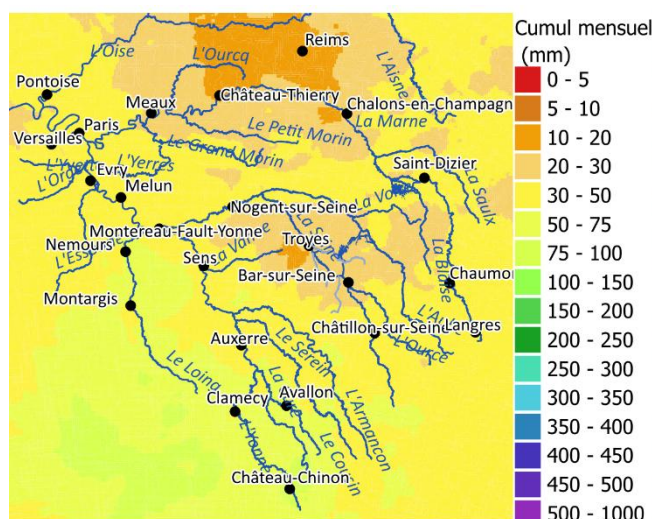 Cumul mensuel
(mm)
0 - 5
5 - 10
10 - 20
20 - 30
30 - 50
50 - 75
75 - 100
100 - 150
150 - 200
200 - 250
250 - 300
300 - 350
350 - 400
400 - 450
450 - 500
500 - 1000
Reims
L'Oise
L'Ourcq
L'Aisne
Pontoise
Château-Thierry
Meaux
Chalons-en-Champagn
La Marne
Paris
Le Petit Morin
Versailles
Le Grand Morin
L'Yerres
Saint-Dizier
Evry
Melun
La Saulx
Nogent-sur-Seine
Montereau-Fault-Yonne
Troyes
Nemours
Sens
La Vanne
Bar-sur-Seine
La Blaise
Chaumon
Montargis
Châtillon-sur-Seine
Langres
L'Ource
Auxerre
Le Serein
Le Loing
Avallon
Clamecy
L'Armançon
L'Yonne
Le Cousin
Château-Chinon